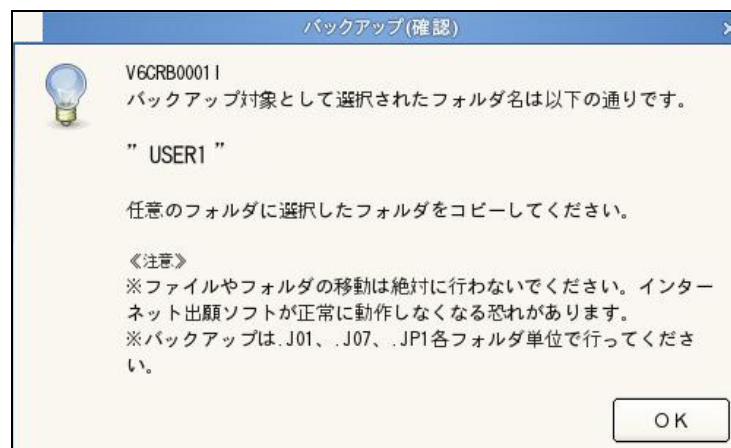 バックアップ(確認)
V6CRB0001I
バックアップ対象として選択されたフォルダ名は以下の通りです。
” USER1 ”
任意のフォルダに選択したフォルダをコピーしてください。
≪注意≫
※ファイルやフォルダの移動は絶対に行わないでください。インター
ネット出願ソフトが正常に動作しなくなる恐れがあります。
※バックアップは.J01、.J07、.JP1各フォルダ単位で行ってくださ
い。
OK